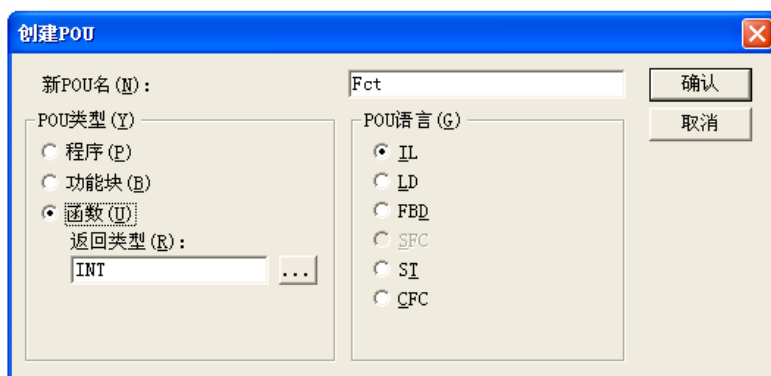 创建POU
新POU名(N): Fct
确认
POU类型(Y)
POU语言(G)
取消
程序(P)
IL
功能块(B)
LD
函数(U)
FBD
返回类型(R):
SFC
INT ...
ST
CFC